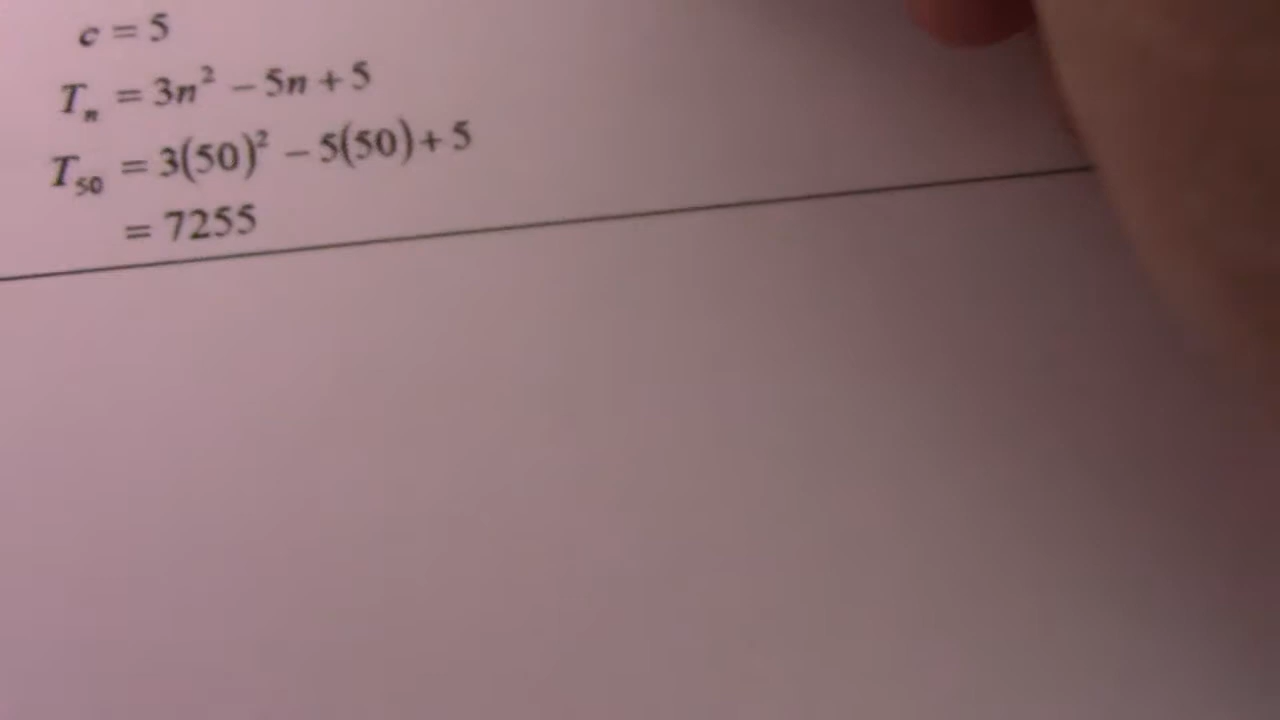 c = 5
Tₙ = 3n² − 5n + 5
T₅₀ = 3(50)² − 5(50) + 5
= 7255